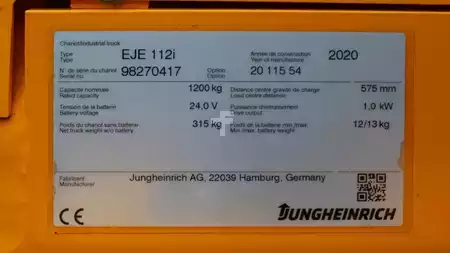 Chariot/Industrial truck
Type EJE 112i Année de construction 2020
Type Year of manufacture
N° de série du chariot 98270417 Option 20 115 54
Serial no. Option
Capacité nominale 1200 kg Distance centre gravité de charge 575 mm
Rated capacity Load centre distance
Tension de la batterie 24.0 V Puissance d'entraînement 1.0 kW
Battery voltage Drive output
Poids du chariot sans batterie 315 kg Poids de la batterie min /max 12/13 kg
Net truck weight w/o battery Min /max. battery weight
Fabricant Jungheinrich AG, 22039 Hamburg, Germany
Manufacturer
CE JUNGHEINRICH